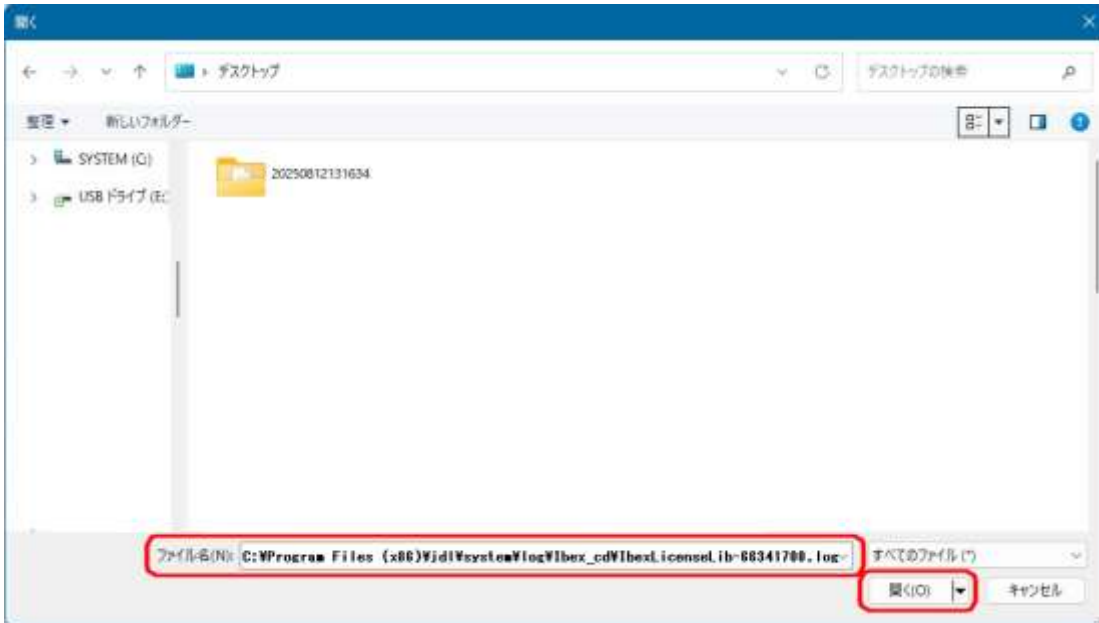 開く
デスクトップ
デスクトップの検索
整理 新しいフォルダー
SYSTEM (C:)
USB ドライブ (E:
20250812131634
ファイル名(N): C:¥Program Files (x86)¥jdl¥system¥log¥Ibex_cd¥IbexLicenseLib-68341708.log
すべてのファイル (*)
開く(O) キャンセル